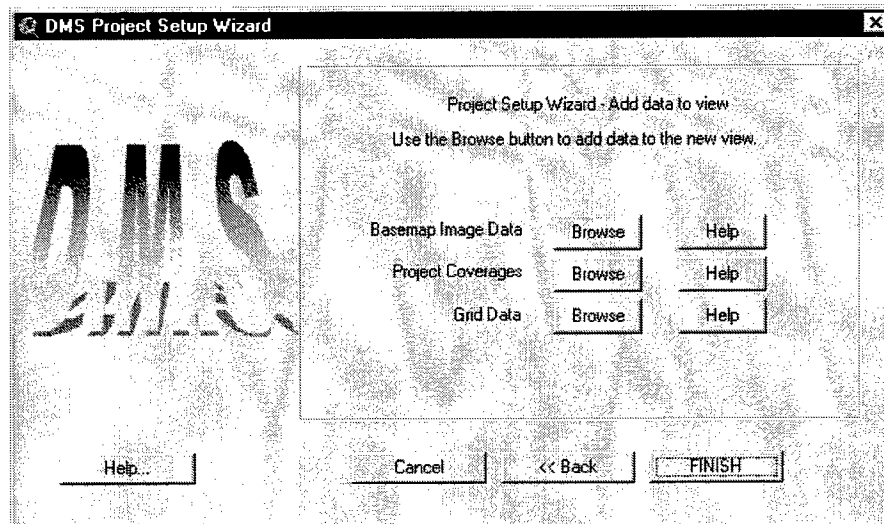 DMS Project Setup Wizard
DMS
Project Setup Wizard - Add data to view
Use the Browse button to add data to the new view.
Basemap Image Data Browse Help
Project Coverages Browse Help
Grid Data Browse Help
Help... Cancel << Back FINISH